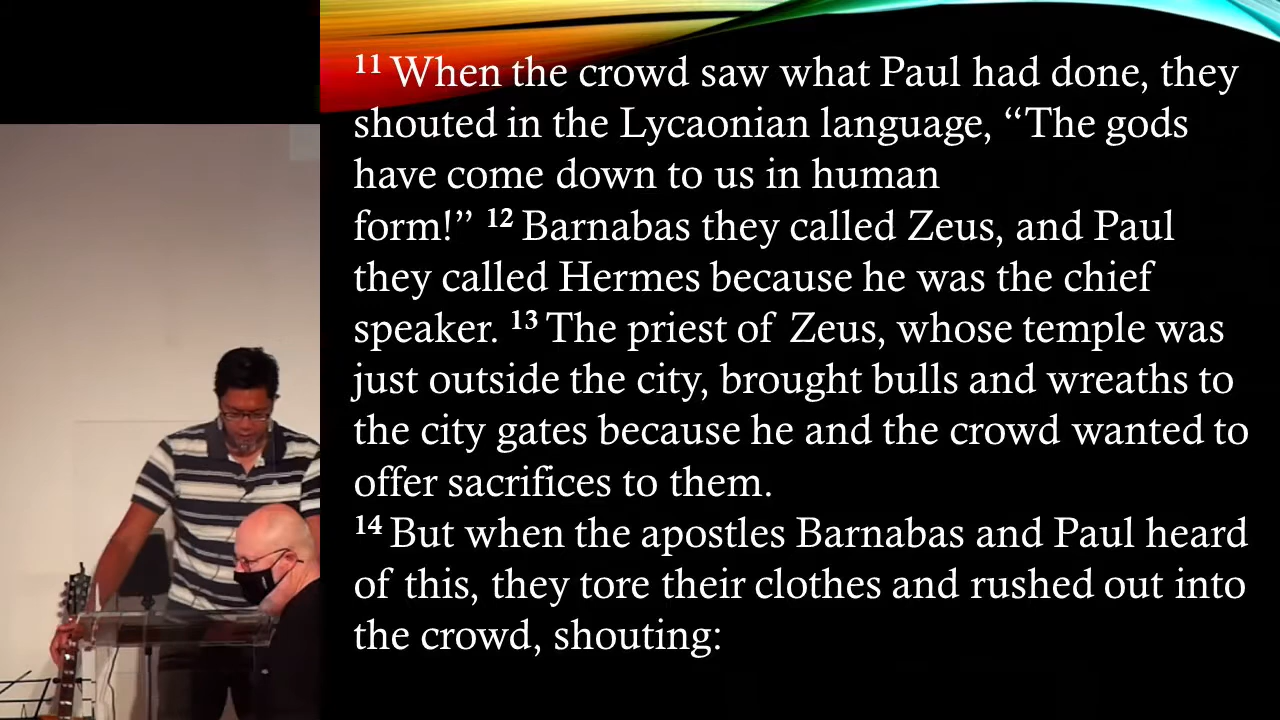 11 When the crowd saw what Paul had done, they
shouted in the Lycaonian language, “The gods
have come down to us in human
form!” 12 Barnabas they called Zeus, and Paul
they called Hermes because he was the chief
speaker. 13 The priest of Zeus, whose temple was
just outside the city, brought bulls and wreaths to
the city gates because he and the crowd wanted to
offer sacrifices to them.
14 But when the apostles Barnabas and Paul heard
of this, they tore their clothes and rushed out into
the crowd, shouting: